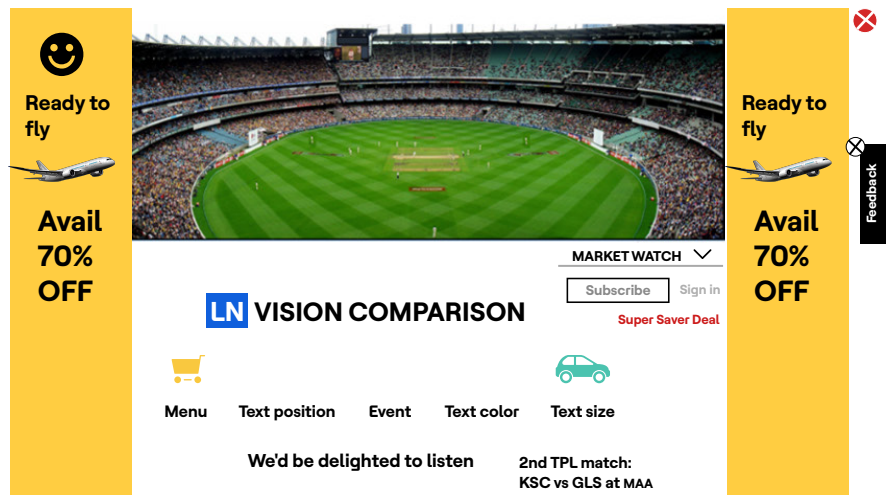 Ready to
fly
Avail
70%
OFF
MARKET WATCH
Subscribe
Sign in
Super Saver Deal
LN VISION COMPARISON
Menu
Text position
Event
Text color
Text size
We'd be delighted to listen
2nd TPL match:
KSC vs GLS at MAA
Ready to
fly
Avail
70%
OFF
Feedback